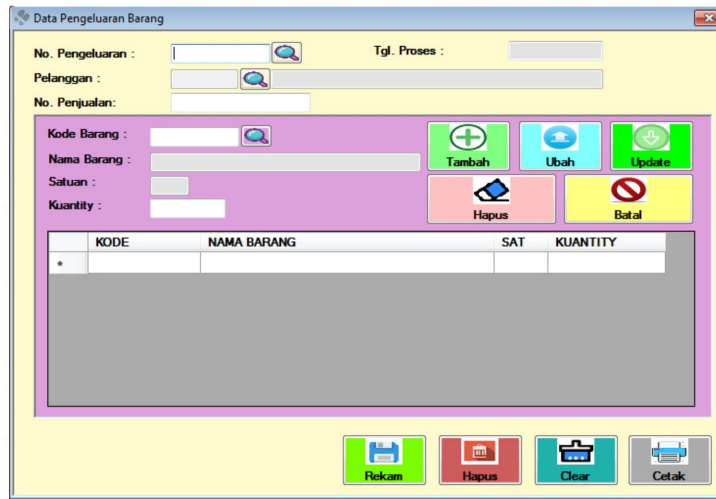 Data Pengeluaran Barang
No. Pengeluaran : Tgl. Proses :
Pelanggan :
No. Penjualan:
Kode Barang :
Nama Barang :
Satuan :
Kuantity :
Tambah Ubah Update
Hapus Batal
KODE NAMA BARANG SAT KUANTITY
*
Rekam Hapus Clear Cetak